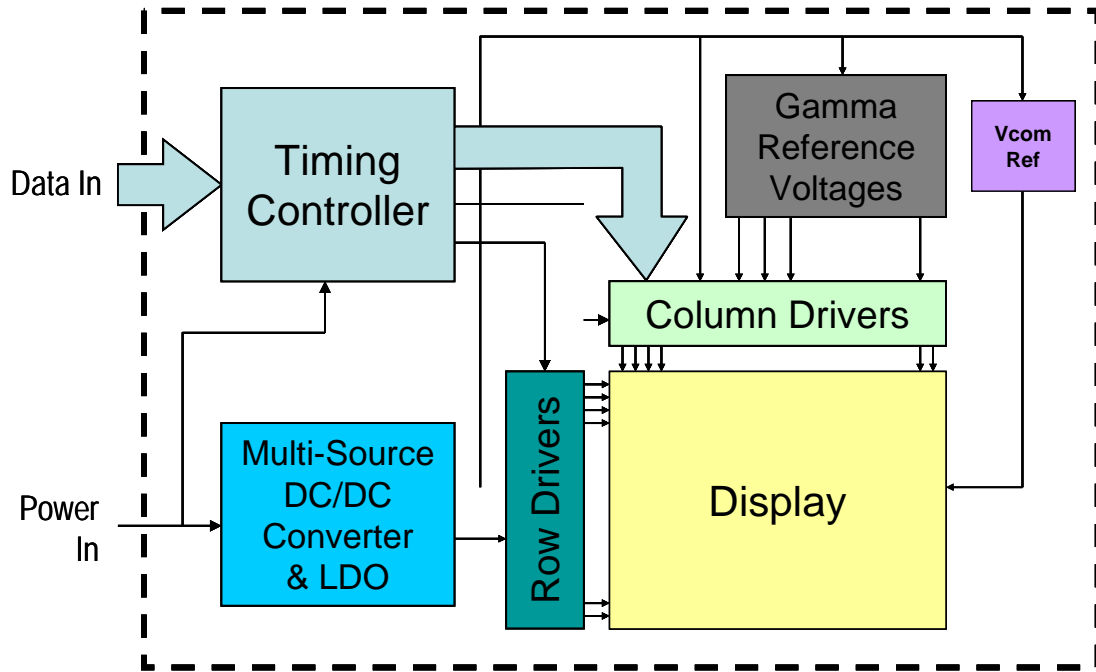 Data In
Timing
Controller
Gamma
Reference
Voltages
Vcom
Ref
Column Drivers
Power
In
Multi-Source
DC/DC
Converter
& LDO
Row Drivers
Display